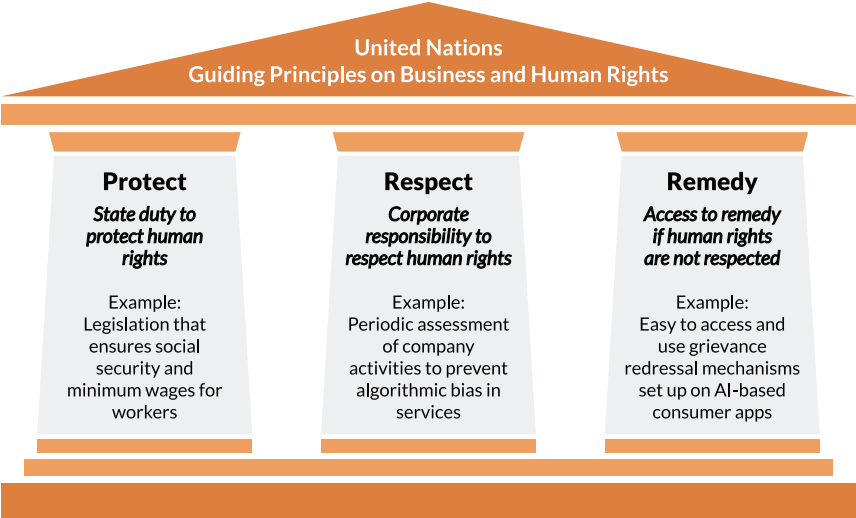 United Nations
Guiding Principles on Business and Human Rights
Protect
State duty to
protect human
rights
Example:
Legislation that
ensures social
security and
minimum wages for
workers
Respect
Corporate
responsibility to
respect human rights
Example:
Periodic assessment
of company
activities to prevent
algorithmic bias in
services
Remedy
Access to remedy
if human rights
are not respected
Example:
Easy to access and
use grievance
redressal mechanisms
set up on AI-based
consumer apps